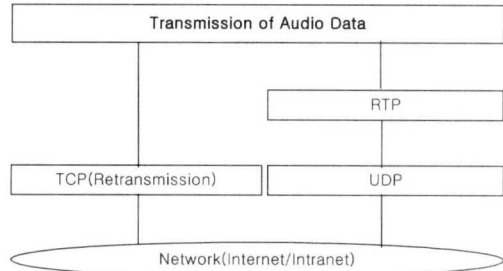 Transmission of Audio Data
RTP
TCP(Retransmission)
UDP
Network(Internet/Intranet)